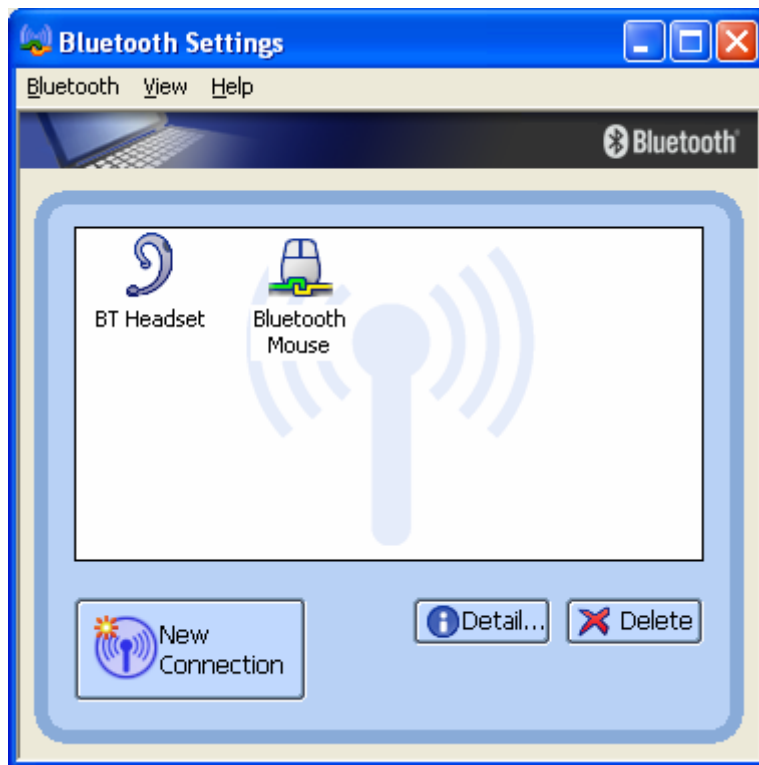 Bluetooth Settings
Bluetooth View Help
Bluetooth
BT Headset
Bluetooth
Mouse
New
Connection
Detail...
Delete